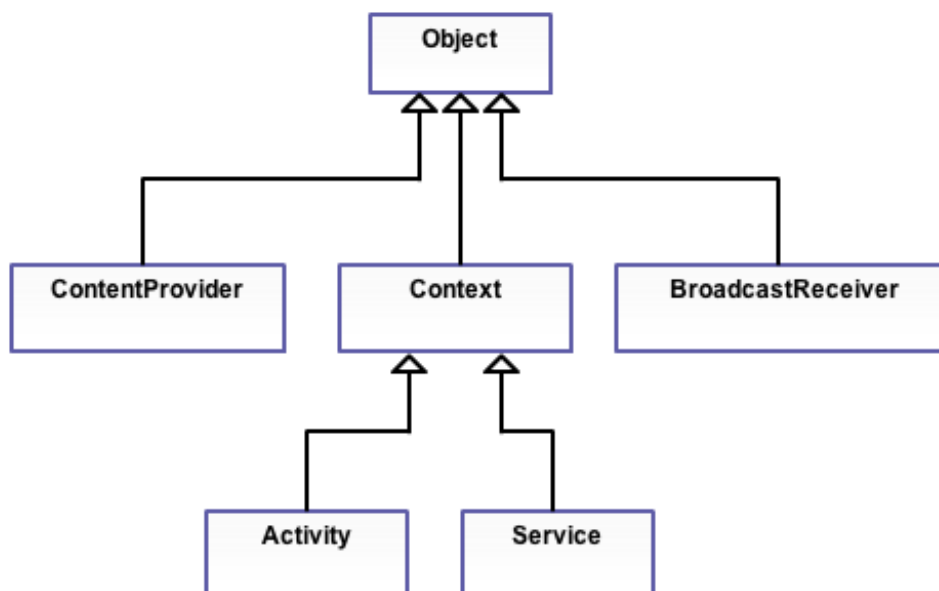 Object
ContentProvider
Context
BroadcastReceiver
Activity
Service